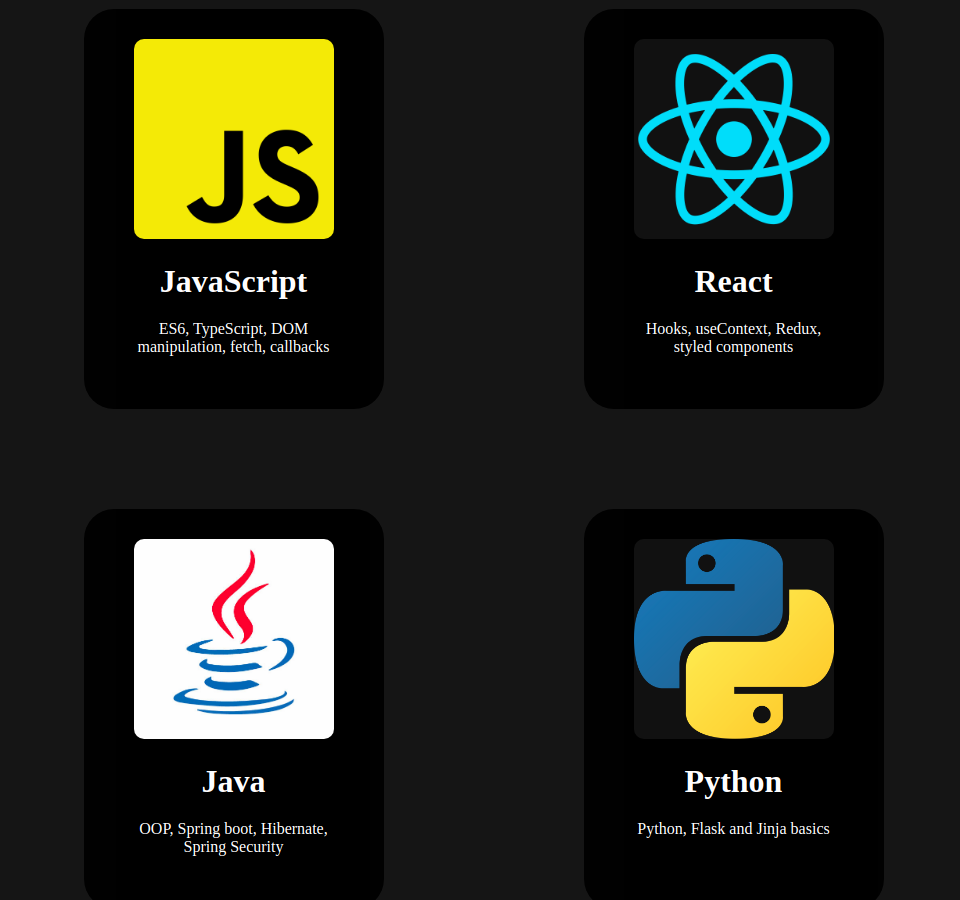 JS
JavaScript
ES6, TypeScript, DOM
manipulation, fetch, callbacks
React
Hooks, useContext, Redux,
styled components
Java
OOP, Spring boot, Hibernate,
Spring Security
Python
Python, Flask and Jinja basics